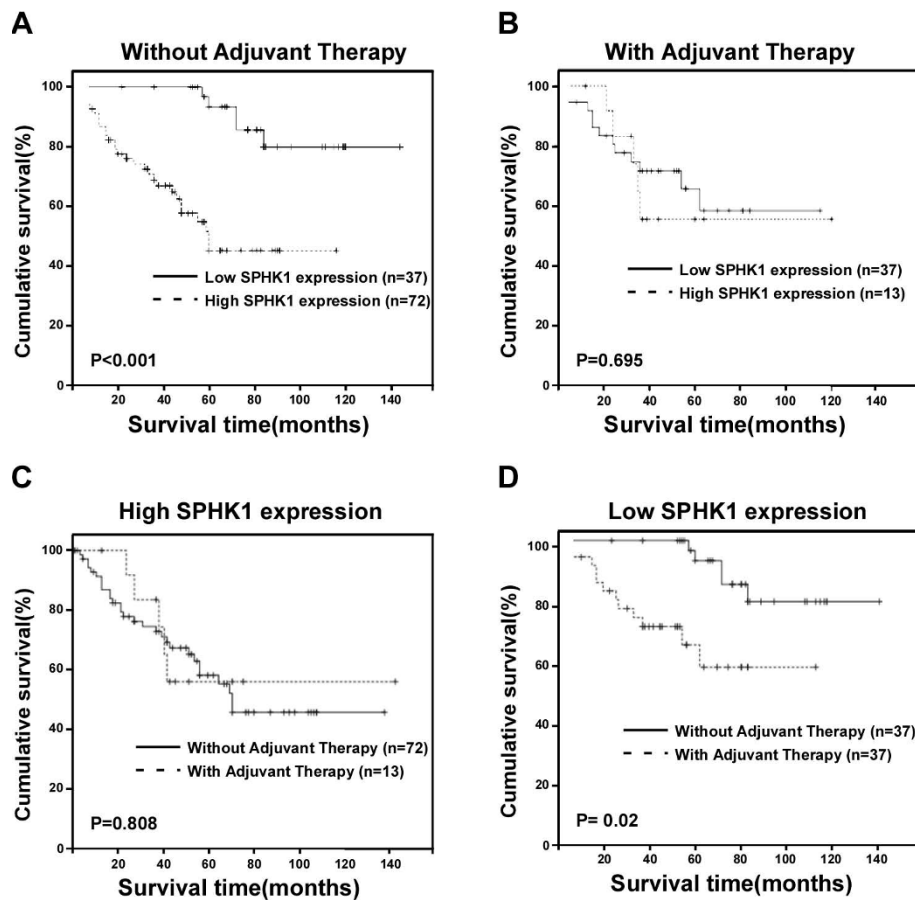 A
Without Adjuvant Therapy
Cumulative survival(%)
100
80
60
40
20
0
Low SPHK1 expression (n=37)
High SPHK1 expression (n=72)
P<0.001
20 40 60 80 100 120 140
Survival time(months)
B
With Adjuvant Therapy
Cumulative survival(%)
100
80
60
40
20
0
Low SPHK1 expression (n=37)
High SPHK1 expression (n=13)
P=0.695
20 40 60 80 100 120 140
Survival time(months)
C
High SPHK1 expression
Cumulative survival(%)
100
80
60
40
20
0
Without Adjuvant Therapy (n=72)
With Adjuvant Therapy (n=13)
P=0.808
20 40 60 80 100 120 140
Survival time(months)
D
Low SPHK1 expression
Cumulative survival(%)
100
80
60
40
20
0
Without Adjuvant Therapy (n=37)
With Adjuvant Therapy (n=37)
P= 0.02
20 40 60 80 100 120 140
Survival time(months)